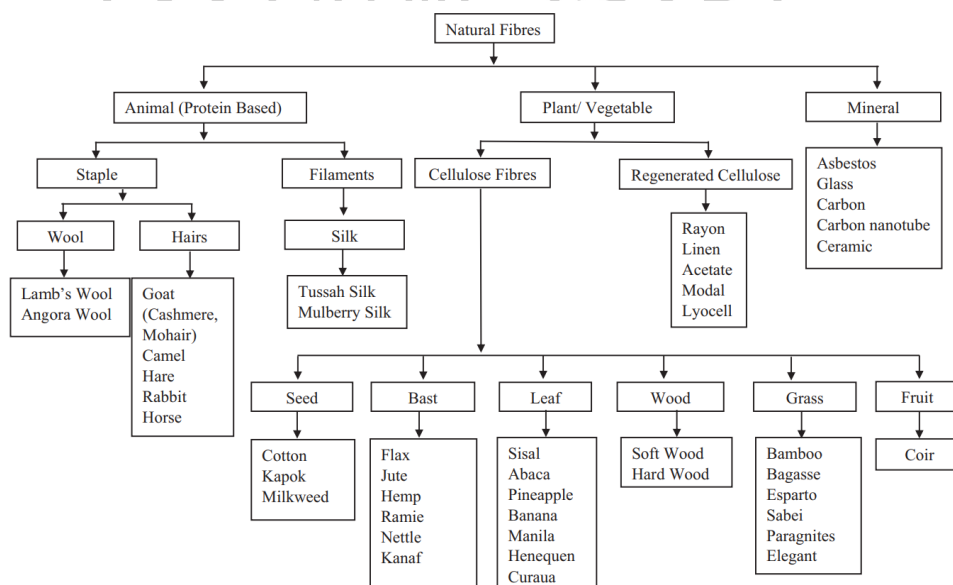 Natural Fibres
Animal (Protein Based)
Plant/ Vegetable
Mineral
Staple
Filaments
Cellulose Fibres
Regenerated Cellulose
Asbestos
Glass
Carbon
Carbon nanotube
Ceramic
Wool
Hairs
Silk
Rayon
Linen
Acetate
Modal
Lyocell
Lamb’s Wool
Angora Wool
Goat
(Cashmere,
Mohair)
Camel
Hare
Rabbit
Horse
Tussah Silk
Mulberry Silk
Seed
Bast
Leaf
Wood
Grass
Fruit
Cotton
Kapok
Milkweed
Flax
Jute
Hemp
Ramie
Nettle
Kanaf
Sisal
Abaca
Pineapple
Banana
Manila
Henequen
Curaua
Soft Wood
Hard Wood
Bamboo
Bagasse
Esparto
Sabei
Paragnites
Elegant
Coir